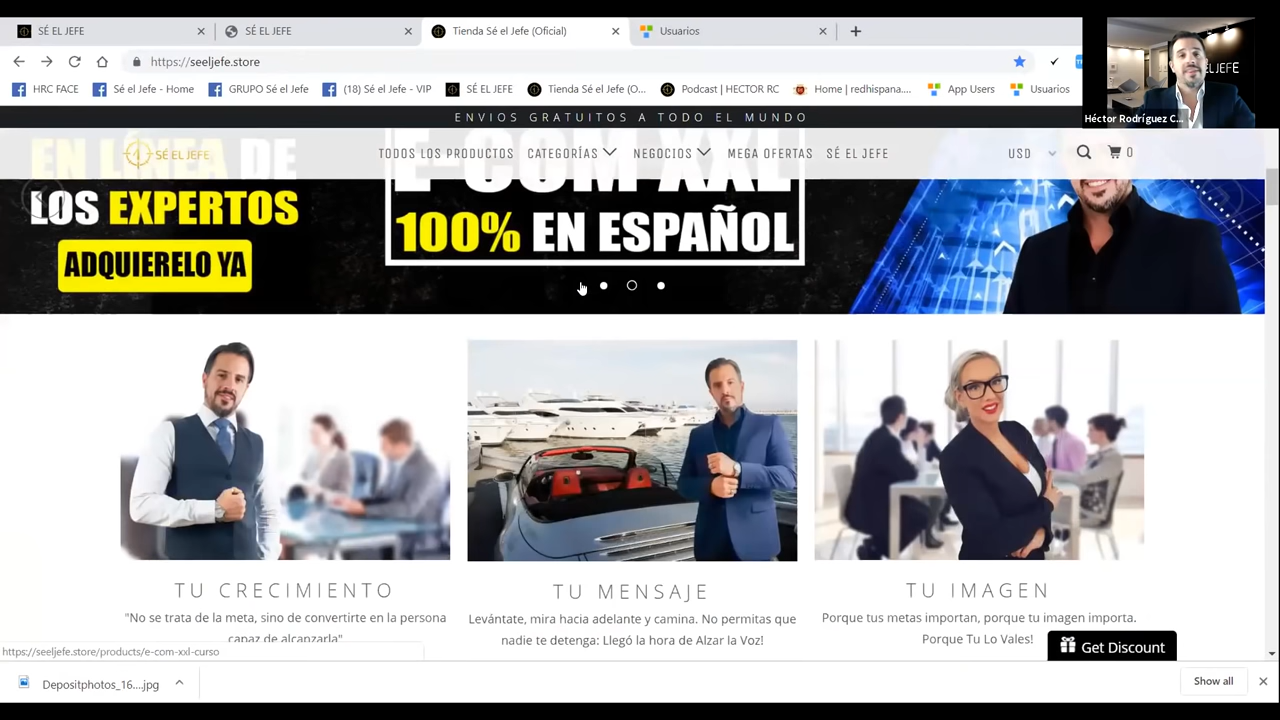 SÉ EL JEFE
SÉ EL JEFE
Tienda Sé el Jefe (Oficial)
Usuarios
https://seeljefe.store
HRC FACE
Sé el Jefe - Home
GRUPO Sé el Jefe
(18) Sé el Jefe - VIP
SÉ EL JEFE
Tienda Sé el Jefe (O...
Podcast | HECTOR RC
Home | redhispana....
App Users
Usuarios
EL JEFE
Héctor Rodríguez C...
ENVIOS GRATUITOS A TODO EL MUNDO
SÉ EL JEFE
TODOS LOS PRODUCTOS
CATEGORÍAS
NEGOCIOS
MEGA OFERTAS
SÉ EL JEFE
USD
0
EN LÍNEA DE
LOS EXPERTOS
ADQUIERELO YA
E-COM XXL
100% EN ESPAÑOL
TU CRECIMIENTO
"No se trata de la meta, sino de convertirte en la persona
capaz de alcanzarla"
TU MENSAJE
Levántate, mira hacia adelante y camina. No permitas que
nadie te detenga: Llegó la hora de Alzar la Voz!
TU IMAGEN
Porque tus metas importan, porque tu imagen importa.
Porque Tu Lo Vales!
Get Discount
https://seeljefe.store/products/e-com-xxl-curso
Depositphotos_16....jpg
Show all